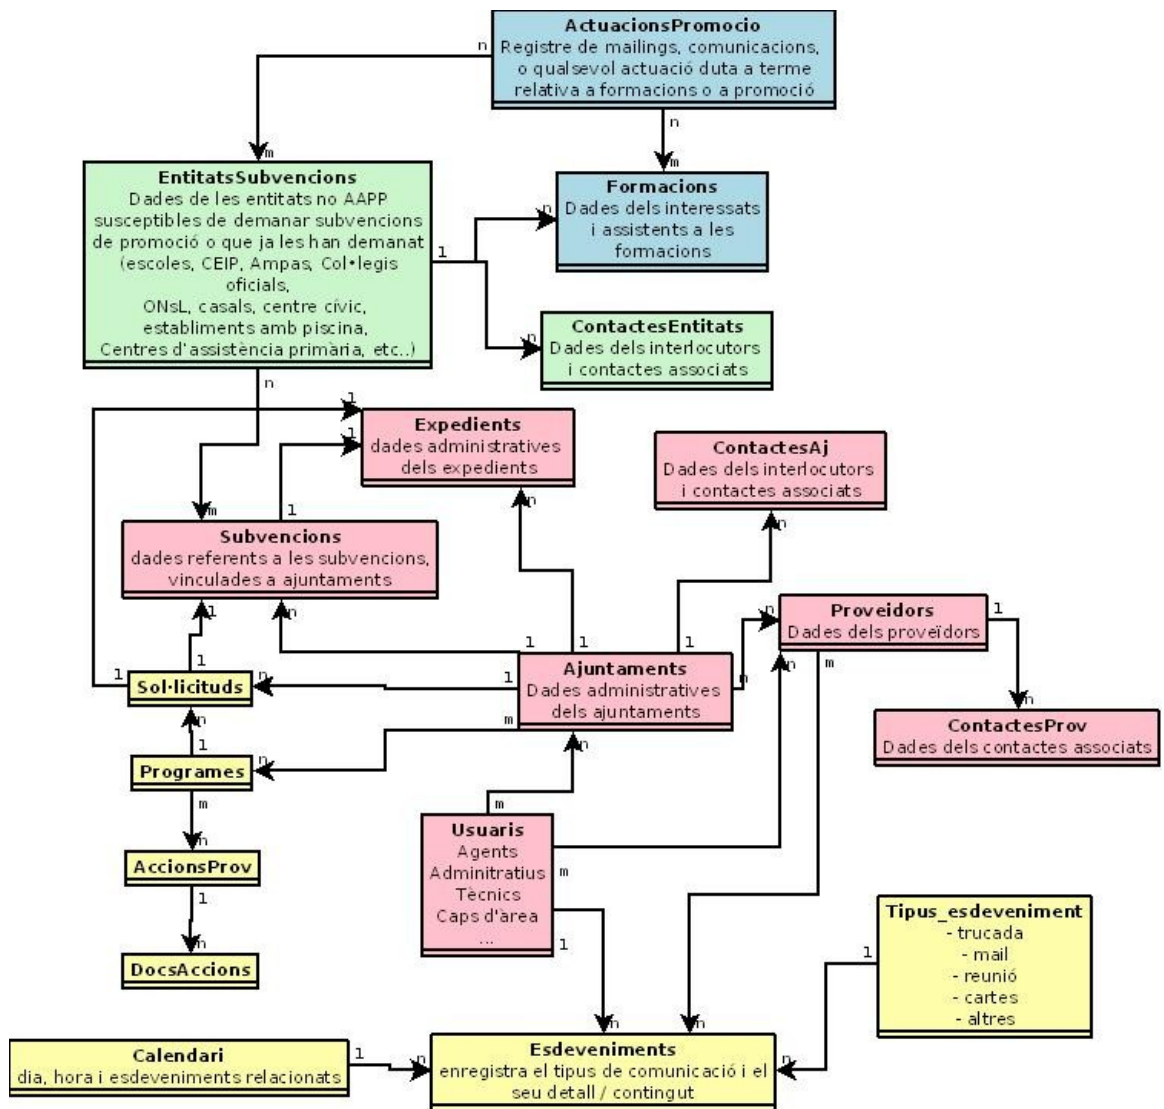 ActuacionsPromocio
Registre de mailings, comunicacions,
o qualsevol actuació duta a terme
relativa a formacions o a promoció
n
m
n
m
EntitatsSubvencions
Dades de les entitats no AAPP
susceptibles de demanar subvencions
de promoció o que ja les han demanat
(escoles, CEIP, Ampas, Col•legis
oficials,
ONsL, casals, centre cívic,
establiments amb piscina,
Centres d'assistència primària, etc..)
1
n
n
n
m
Formacions
Dades dels interessats
i assistents a les
formacions
ContactesEntitats
Dades dels interlocutors
i contactes associats
Expedients
dades administratives
dels expedients
1
1
n
ContactesAj
Dades dels interlocutors
i contactes associats
n
Subvencions
dades referents a les subvencions,
vinculades a ajuntaments
1
1
n
Proveidors
Dades dels proveïdors
n
1
n
m
Ajuntaments
Dades administratives
dels ajuntaments
1
1
1
1
n
m
n
ContactesProv
Dades dels contactes associats
n
Sol·licituds
1
1
n
n
Programes
1
n
m
AccionsProv
n
1
DocsAccions
n
Usuaris
Agents
Adminitratius
Tècnics
Caps d'àrea
...
m
m
1
Tipus_esdeveniment
- trucada
- mail
- reunió
- cartes
- altres
1
Calendari
dia, hora i esdeveniments relacionats
1
Esdeveniments
enregistra el tipus de comunicació i el
seu detall / contingut
n
n
n
n